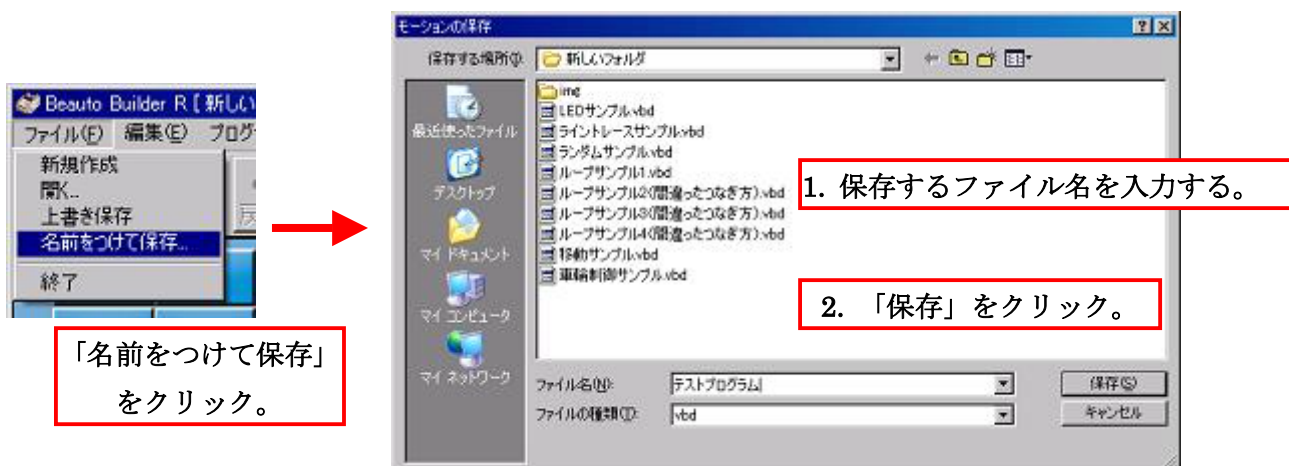 Beauto Builder R [ 新しい
ファイル(F) 編集(E) プログ
新規作成
開く...
上書き保存
名前をつけて保存...
終了
「名前をつけて保存」
をクリック。
モーションの保存
保存する場所(I):
新しいフォルダ
最近使ったファイル
デスクトップ
マイ ドキュメント
マイ コンピュータ
マイ ネットワーク
img
LEDサンプル.vbd
ライントレースサンプル.vbd
ランダムサンプル.vbd
ループサンプル1.vbd
ループサンプル2(間違ったつなぎ方).vbd
ループサンプル3(間違ったつなぎ方).vbd
ループサンプル4(間違ったつなぎ方).vbd
移動サンプル.vbd
車輪制御サンプル.vbd
1. 保存するファイル名を入力する。
2. 「保存」をクリック。
ファイル名(N):
テストプログラム
保存(S)
ファイルの種類(T):
vbd
キャンセル